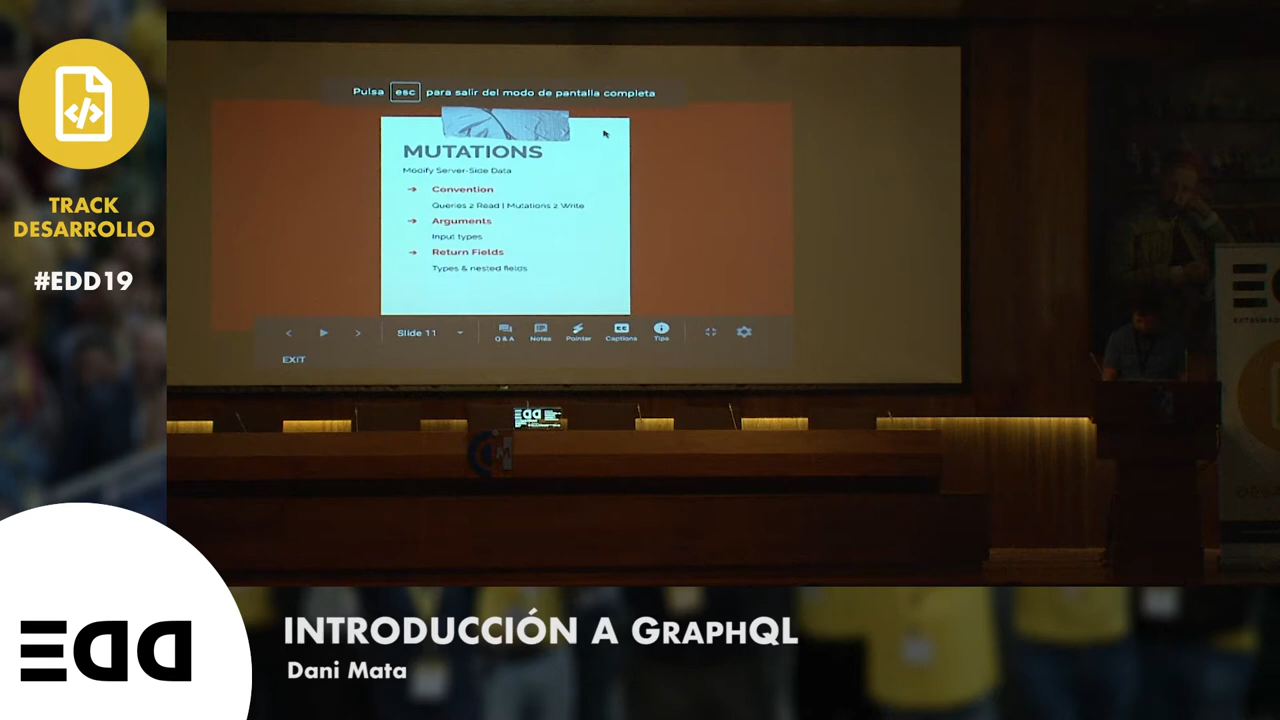 TRACK
DESARROLLO
#EDD19
Pulsa esc para salir del modo de pantalla completa
MUTATIONS
Modify Server-Side Data
➔ Convention
Queries 2 Read | Mutations 2 Write
➔ Arguments
Input types
➔ Return Fields
Types & nested fields
Slide 11
Q & A Notes Pointer Captions Tips
EXIT
EDD
INTRODUCCIÓN A GRAPHQL
Dani Mata
EDD